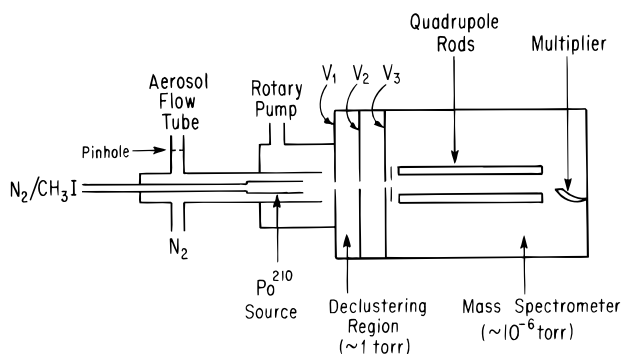 Quadrupole
Rods
Multiplier
Aerosol
Flow
Tube
Rotary
Pump
V₁
V₂
V₃
Pinhole
N₂/CH₃I
N₂
Po²¹⁰
Source
Declustering
Region
(~1 torr)
Mass Spectrometer
(~10⁻⁶ torr)